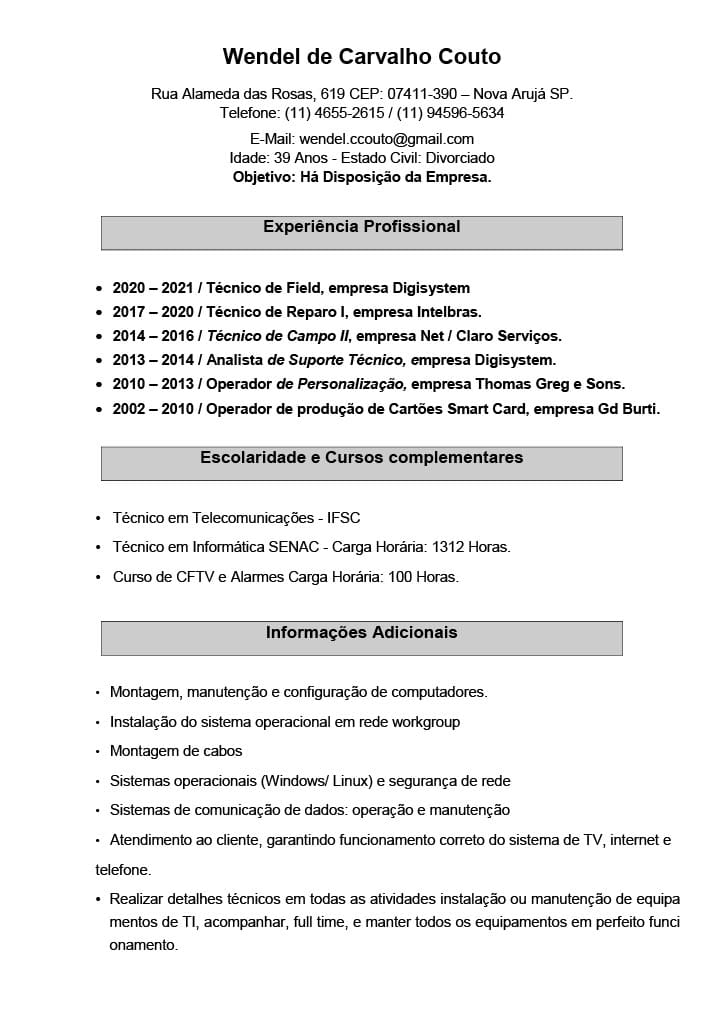 Wendel de Carvalho Couto
Rua Alameda das Rosas, 619 CEP: 07411-390 – Nova Arujá SP.
Telefone: (11) 4655-2615 / (11) 94596-5634
E-Mail: wendel.ccouto@gmail.com
Idade: 39 Anos - Estado Civil: Divorciado
Objetivo: Há Disposição da Empresa.
Experiência Profissional
• 2020 – 2021 / Técnico de Field, empresa Digisystem
• 2017 – 2020 / Técnico de Reparo I, empresa Intelbras.
• 2014 – 2016 / Técnico de Campo II, empresa Net / Claro Serviços.
• 2013 – 2014 / Analista de Suporte Técnico, empresa Digisystem.
• 2010 – 2013 / Operador de Personalização, empresa Thomas Greg e Sons.
• 2002 – 2010 / Operador de produção de Cartões Smart Card, empresa Gd Burti.
Escolaridade e Cursos complementares
• Técnico em Telecomunicações - IFSC
• Técnico em Informática SENAC - Carga Horária: 1312 Horas.
• Curso de CFTV e Alarmes Carga Horária: 100 Horas.
Informações Adicionais
• Montagem, manutenção e configuração de computadores.
• Instalação do sistema operacional em rede workgroup
• Montagem de cabos
• Sistemas operacionais (Windows/ Linux) e segurança de rede
• Sistemas de comunicação de dados: operação e manutenção
• Atendimento ao cliente, garantindo funcionamento correto do sistema de TV, internet e
telefone.
• Realizar detalhes técnicos em todas as atividades instalação ou manutenção de equipa
mentos de TI, acompanhar, full time, e manter todos os equipamentos em perfeito funci
onamento.